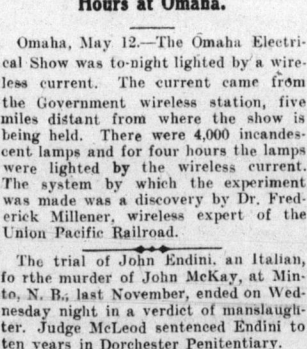 Hours at Omaha.
Omaha, May 12.—The Omaha Electri-
cal Show was to-night lighted by a wire-
less current. The current came from
the Government wireless station, five
miles distant from where the show is
being held. There were 4,000 incandes-
cent lamps and for four hours the lamps
were lighted by the wireless current.
The system by which the experiment
was made was a discovery by Dr. Fred-
erick Millener, wireless expert of the
Union Pacific Railroad.
The trial of John Endini, an Italian,
fo rthe murder of John McKay, at Min-
to, N. B., last November, ended on Wed-
nesday night in a verdict of manslaugh-
ter. Judge McLeod sentenced Endini to
ten years in Dorchester Penitentiary.